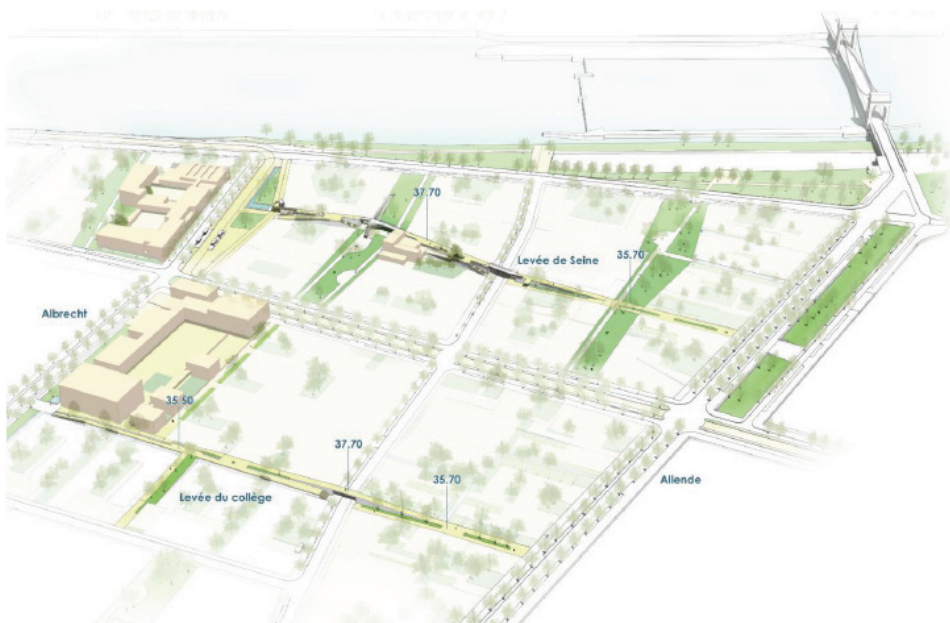 37.70
Levée de Seine
35.70
Albrecht
35.50
37.70
35.70
Levée du collège
Allende